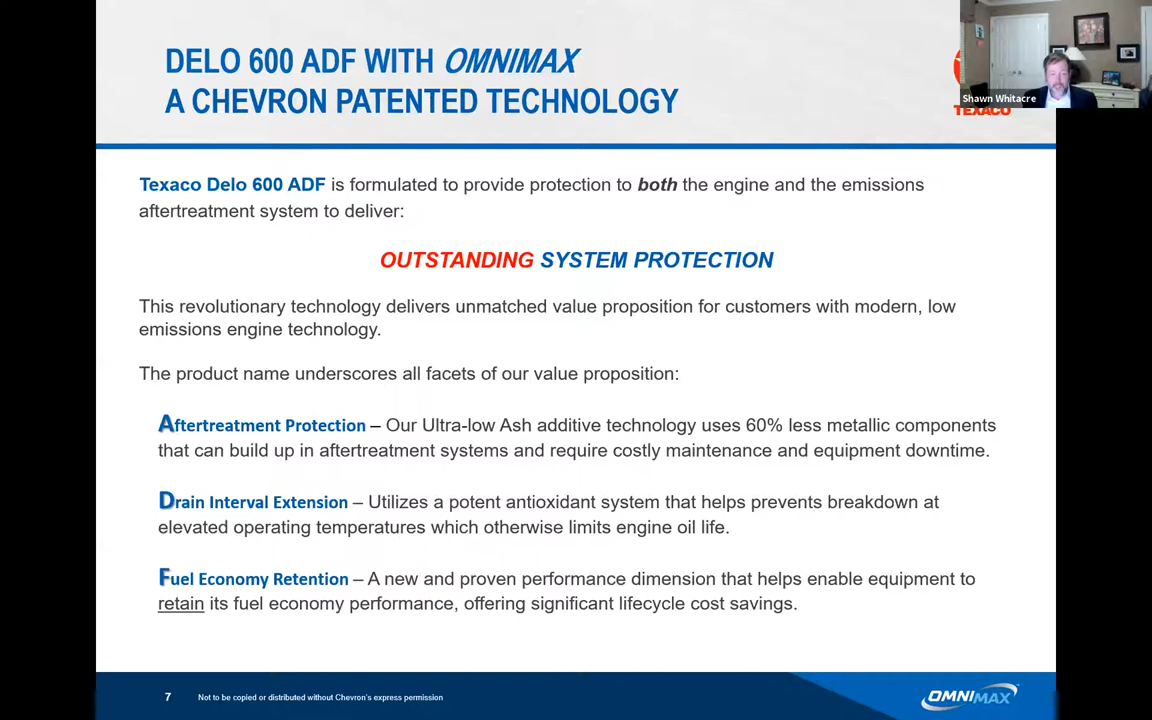 DELO 600 ADF WITH OMNIMAX
A CHEVRON PATENTED TECHNOLOGY
Shawn Whitacre
TEXACO
Texaco Delo 600 ADF is formulated to provide protection to both the engine and the emissions
aftertreatment system to deliver:
OUTSTANDING SYSTEM PROTECTION
This revolutionary technology delivers unmatched value proposition for customers with modern, low
emissions engine technology.
The product name underscores all facets of our value proposition:
Aftertreatment Protection – Our Ultra-low Ash additive technology uses 60% less metallic components
that can build up in aftertreatment systems and require costly maintenance and equipment downtime.
Drain Interval Extension – Utilizes a potent antioxidant system that helps prevents breakdown at
elevated operating temperatures which otherwise limits engine oil life.
Fuel Economy Retention – A new and proven performance dimension that helps enable equipment to
retain its fuel economy performance, offering significant lifecycle cost savings.
7 Not to be copied or distributed without Chevron's express permission
OMNIMAX